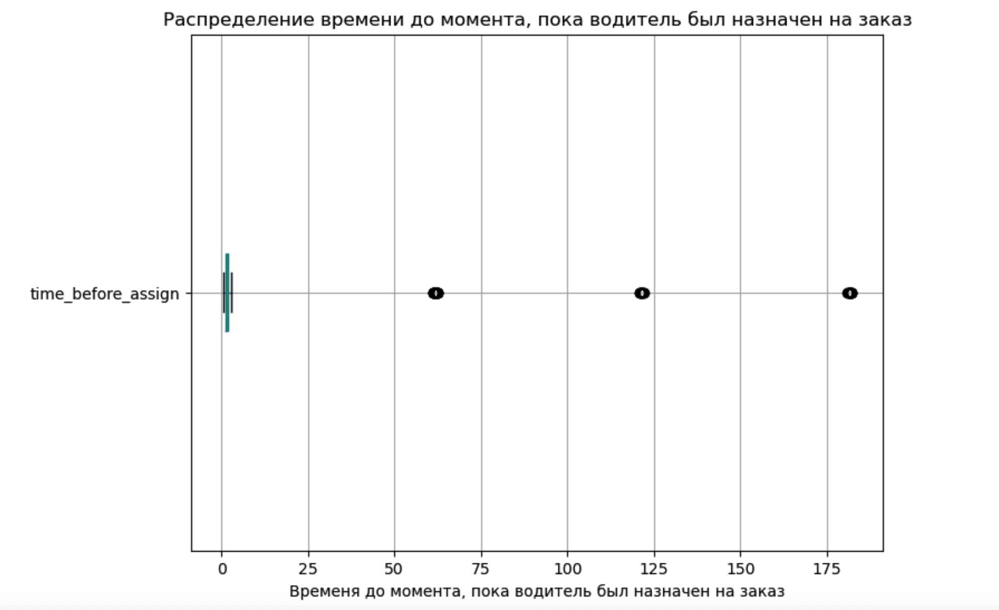 Распределение времени до момента, пока водитель был назначен на заказ
time_before_assign
0 25 50 75 100 125 150 175
Временя до момента, пока водитель был назначен на заказ